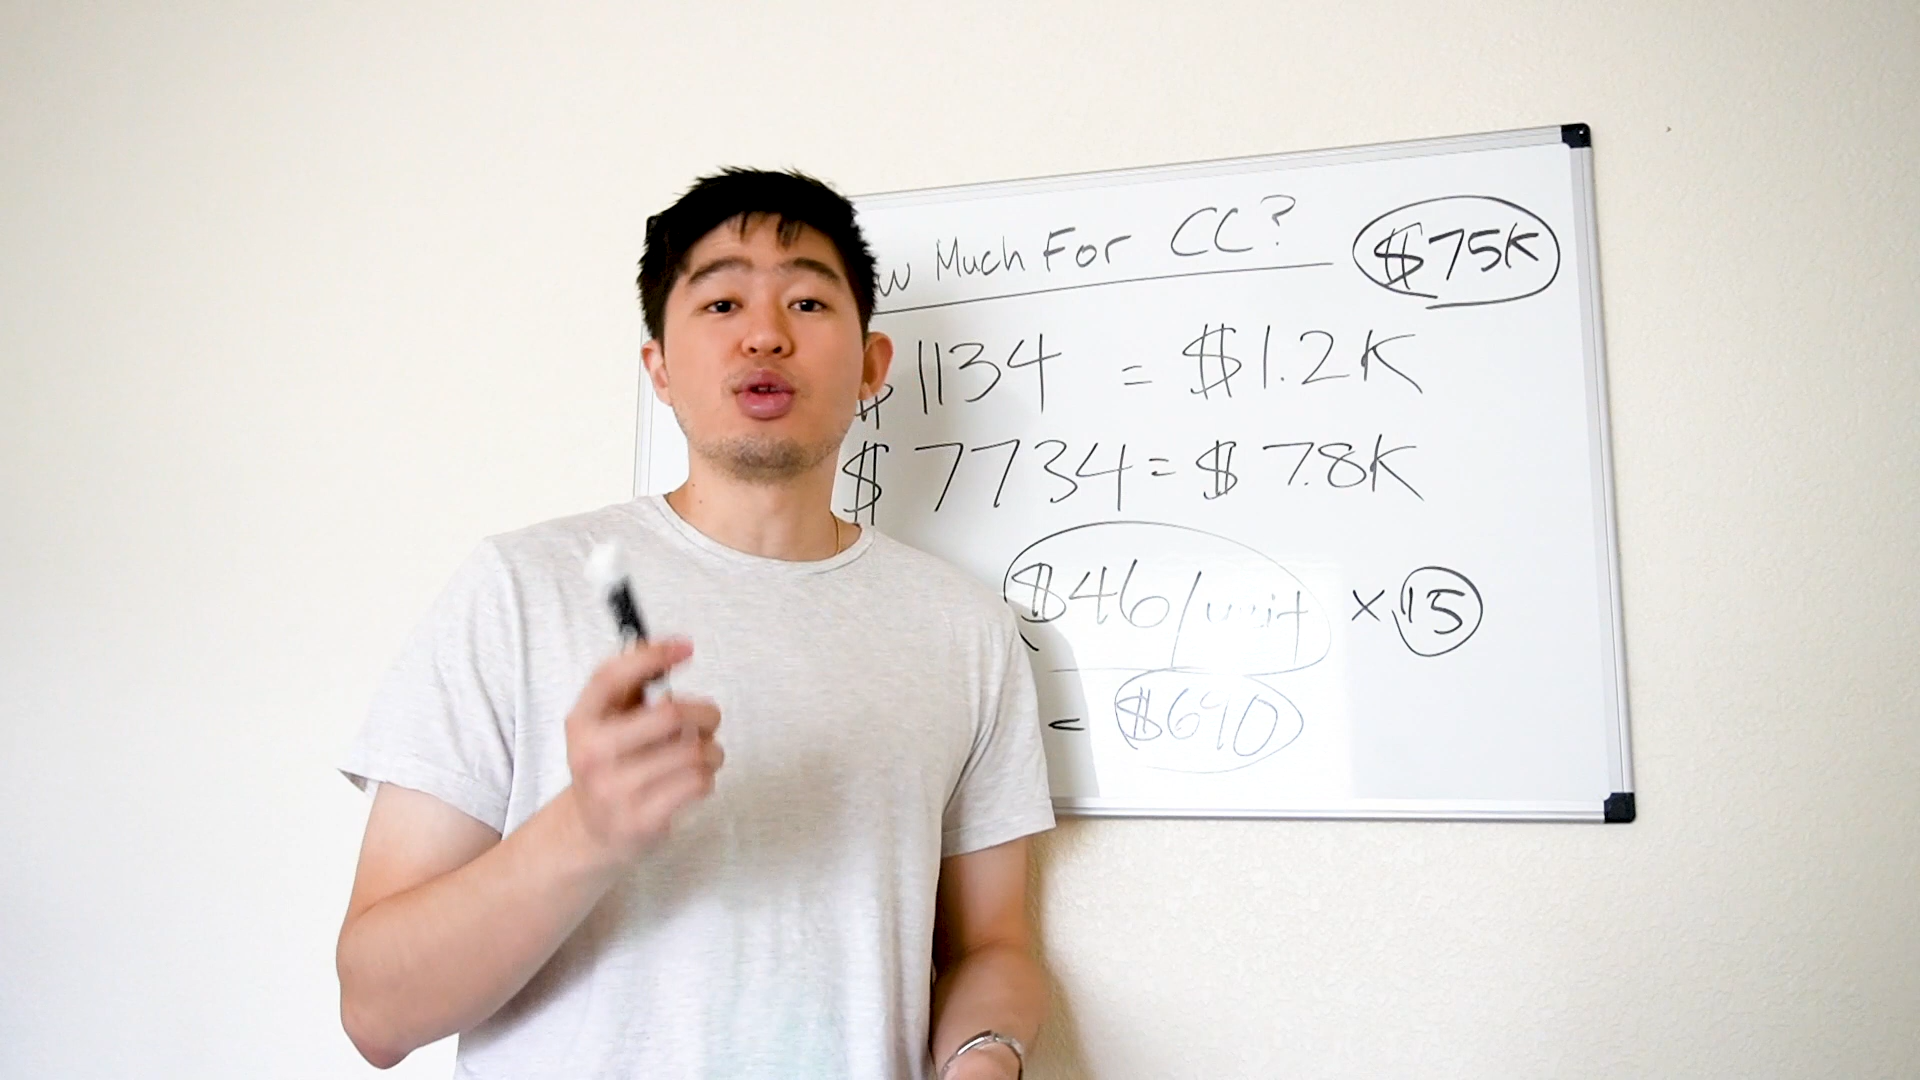 w Much For CC?
$75K
$1134 = $1.2K
$7734 = $7.8K
$46/unit × 15
= $690